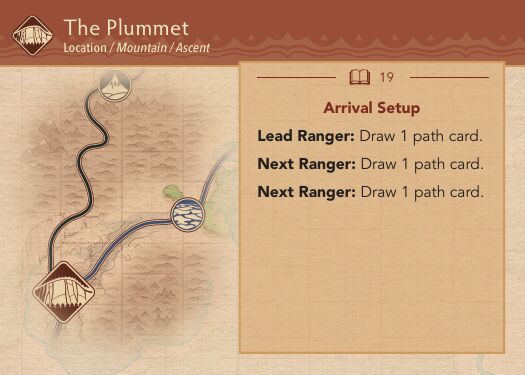 The Plummet
Location / Mountain / Ascent
19
Arrival Setup
Lead Ranger: Draw 1 path card.
Next Ranger: Draw 1 path card.
Next Ranger: Draw 1 path card.